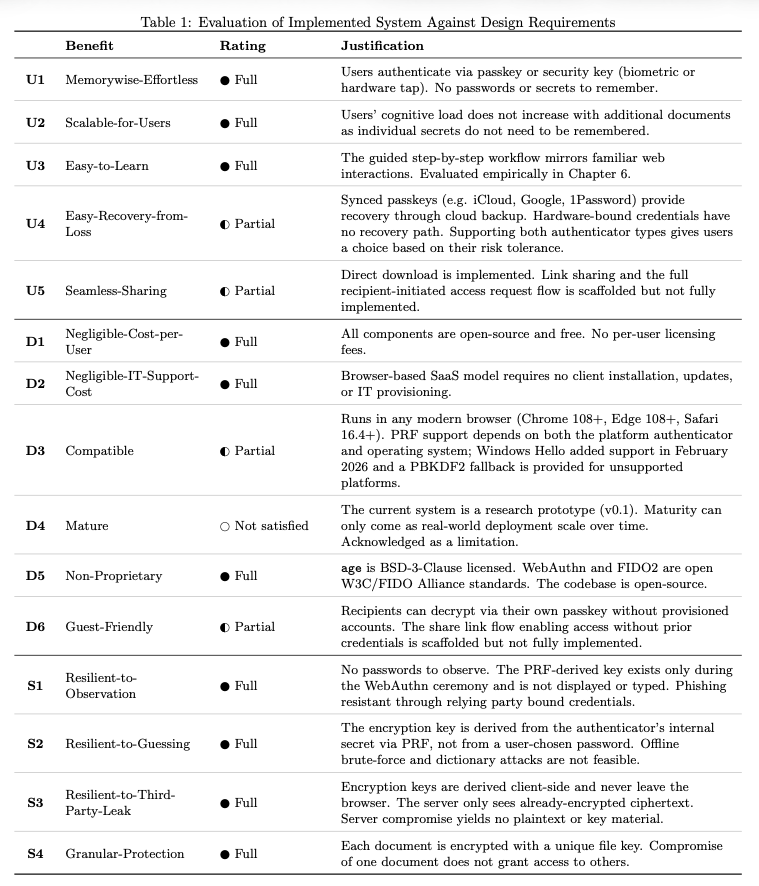 Table 1: Evaluation of Implemented System Against Design Requirements
Benefit Rating Justification
U1 Memorywise-Effortless ● Full Users authenticate via passkey or security key (biometric or
hardware tap). No passwords or secrets to remember.
U2 Scalable-for-Users ● Full Users' cognitive load does not increase with additional documents
as individual secrets do not need to be remembered.
U3 Easy-to-Learn ● Full The guided step-by-step workflow mirrors familiar web
interactions. Evaluated empirically in Chapter 6.
U4 Easy-Recovery-from-
Loss ◐ Partial Synced passkeys (e.g. iCloud, Google, 1Password) provide
recovery through cloud backup. Hardware-bound credentials have
no recovery path. Supporting both authenticator types gives users
a choice based on their risk tolerance.
U5 Seamless-Sharing ◐ Partial Direct download is implemented. Link sharing and the full
recipient-initiated access request flow is scaffolded but not fully
implemented.
D1 Negligible-Cost-per-
User ● Full All components are open-source and free. No per-user licensing
fees.
D2 Negligible-IT-Support-
Cost ● Full Browser-based SaaS model requires no client installation, updates,
or IT provisioning.
D3 Compatible ◐ Partial Runs in any modern browser (Chrome 108+, Edge 108+, Safari
16.4+). PRF support depends on both the platform authenticator
and operating system; Windows Hello added support in February
2026 and a PBKDF2 fallback is provided for unsupported
platforms.
D4 Mature ○ Not satisfied The current system is a research prototype (v0.1). Maturity can
only come as real-world deployment scale over time.
Acknowledged as a limitation.
D5 Non-Proprietary ● Full age is BSD-3-Clause licensed. WebAuthn and FIDO2 are open
W3C/FIDO Alliance standards. The codebase is open-source.
D6 Guest-Friendly ◐ Partial Recipients can decrypt via their own passkey without provisioned
accounts. The share link flow enabling access without prior
credentials is scaffolded but not fully implemented.
S1 Resilient-to-
Observation ● Full No passwords to observe. The PRF-derived key exists only during
the WebAuthn ceremony and is not displayed or typed. Phishing
resistant through relying party bound credentials.
S2 Resilient-to-Guessing ● Full The encryption key is derived from the authenticator's internal
secret via PRF, not from a user-chosen password. Offline
brute-force and dictionary attacks are not feasible.
S3 Resilient-to-Third-
Party-Leak ● Full Encryption keys are derived client-side and never leave the
browser. The server only sees already-encrypted ciphertext.
Server compromise yields no plaintext or key material.
S4 Granular-Protection ● Full Each document is encrypted with a unique file key. Compromise
of one document does not grant access to others.